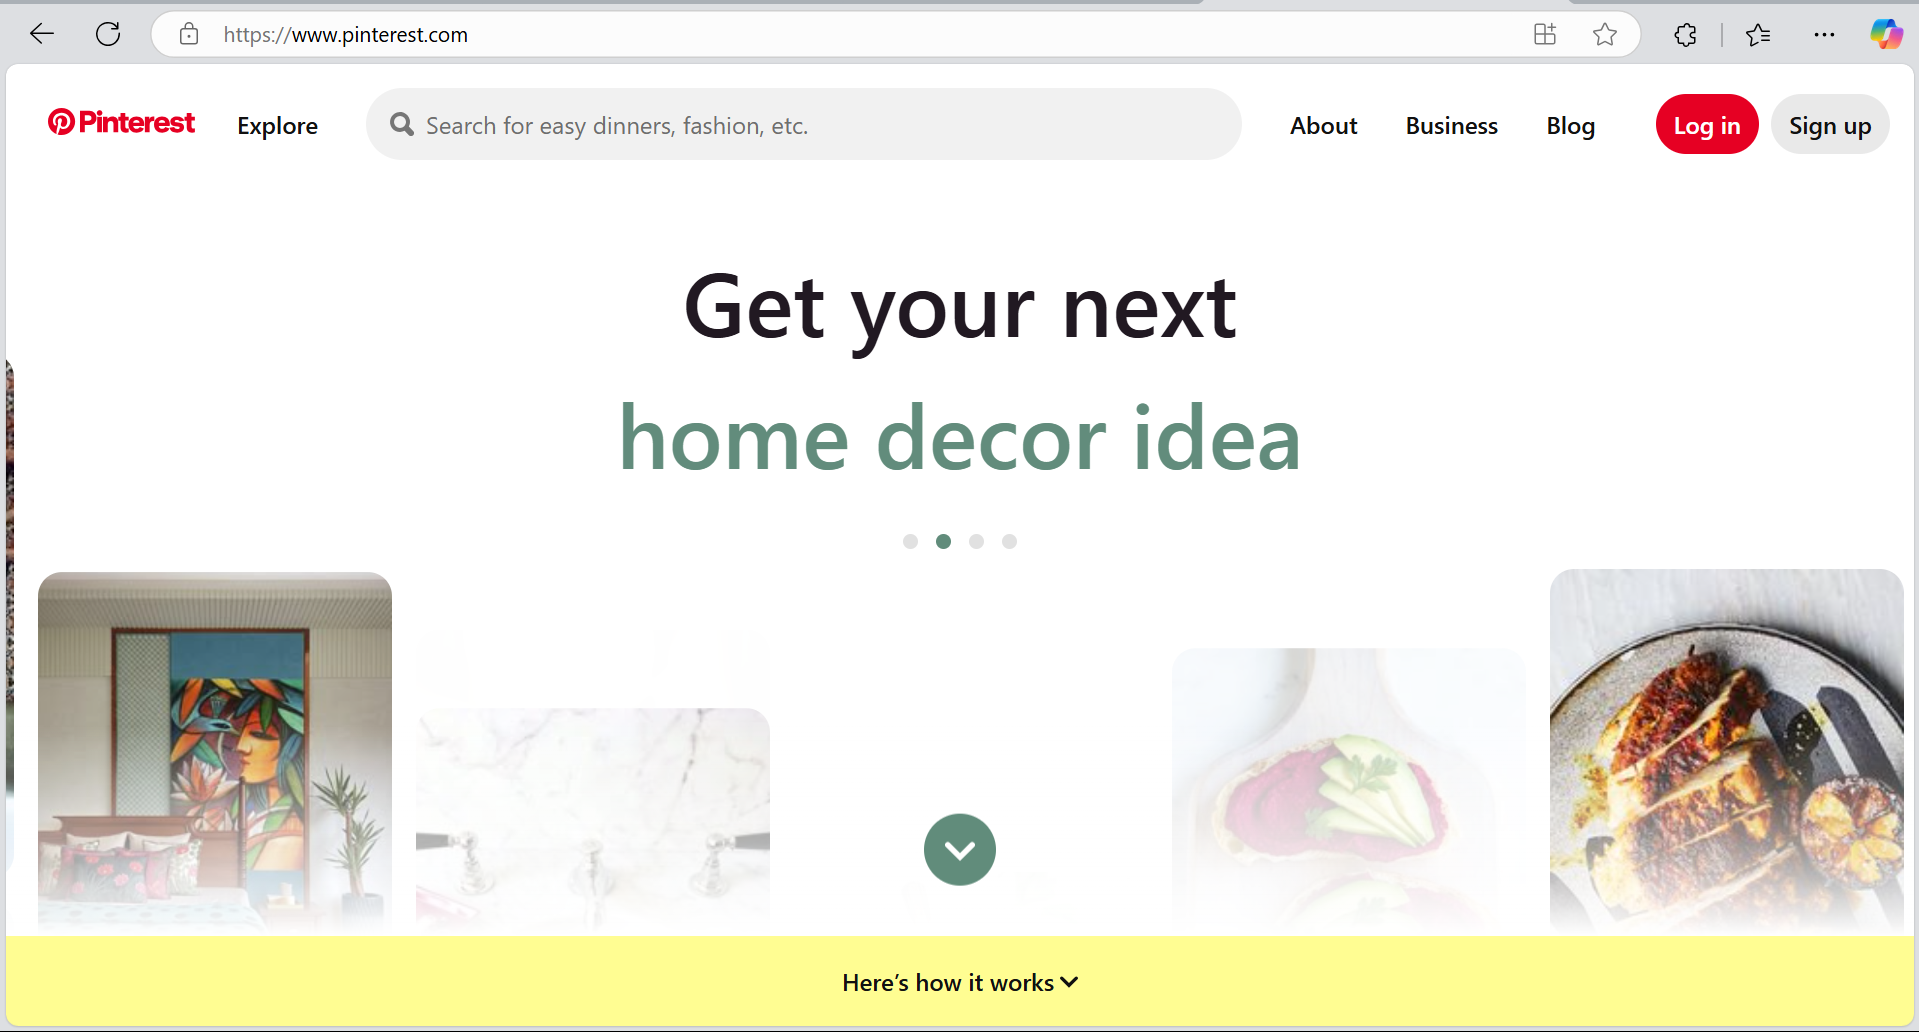 https://www.pinterest.com
Pinterest
Explore
Search for easy dinners, fashion, etc.
About
Business
Blog
Log in
Sign up
Get your next
home decor idea
Here’s how it works